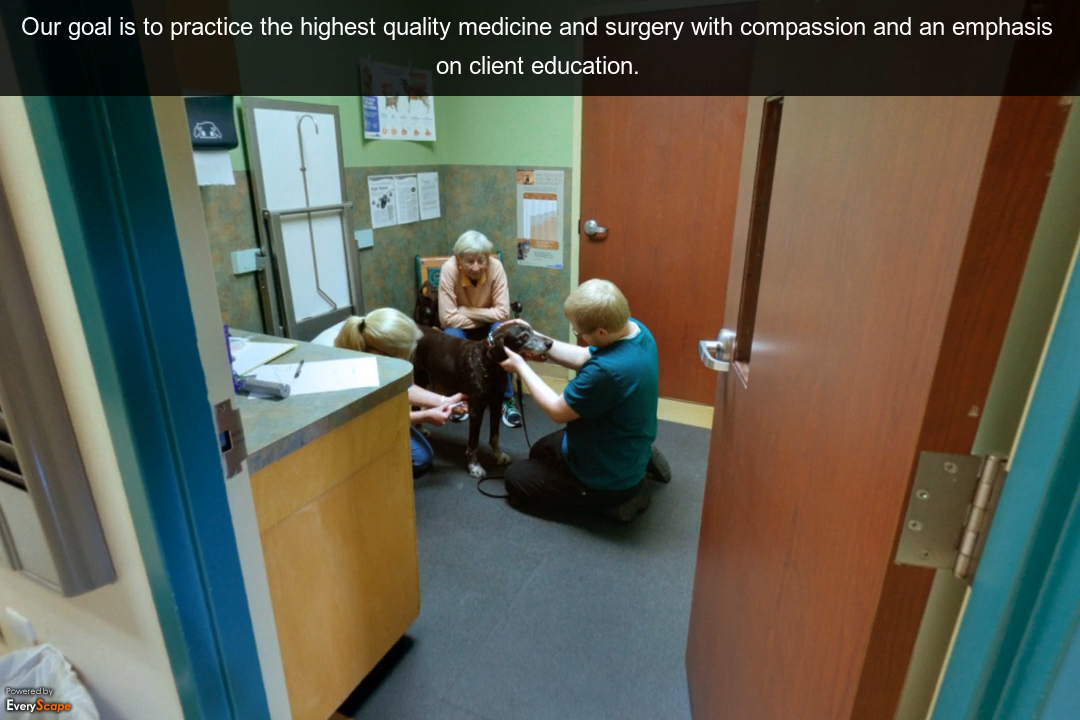 Our goal is to practice the highest quality medicine and surgery with compassion and an emphasis
on client education.
Powered by
EveryScape